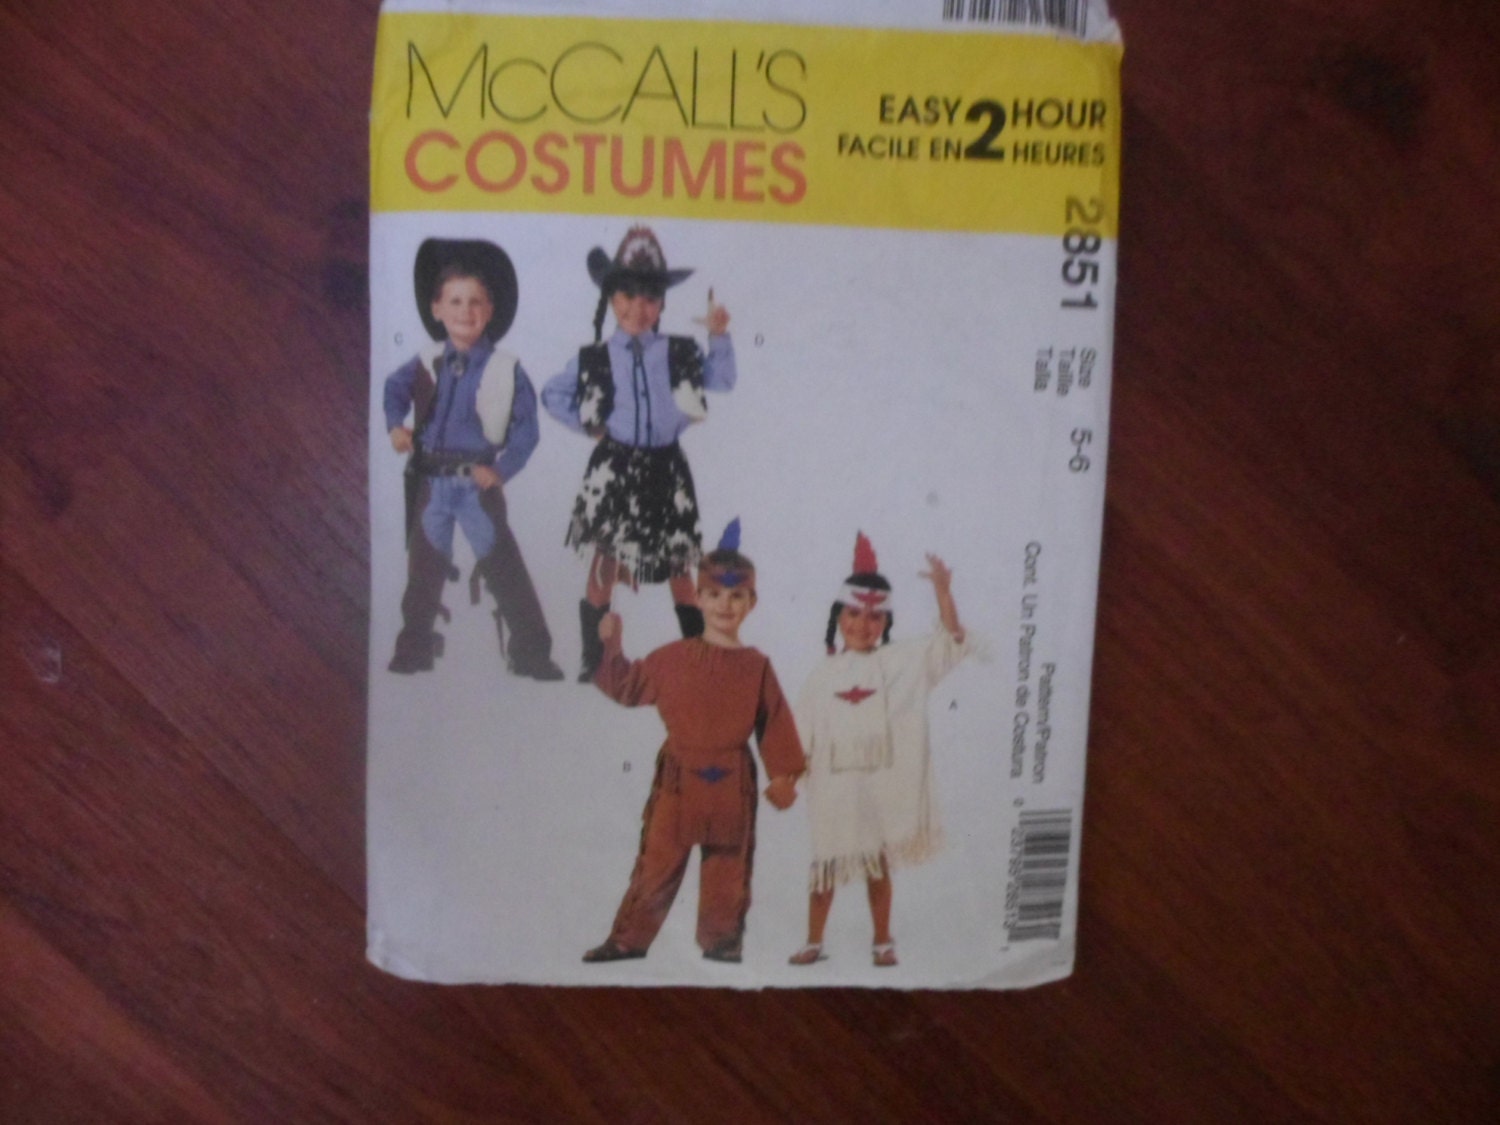 McCALL'S
COSTUMES
EASY 2 HOUR
FACILE EN 2 HEURES
2851
Size 5-6
Taille
Talla
C
D
B
A
Pattern/Patron
Cont. Un Patron de Costura